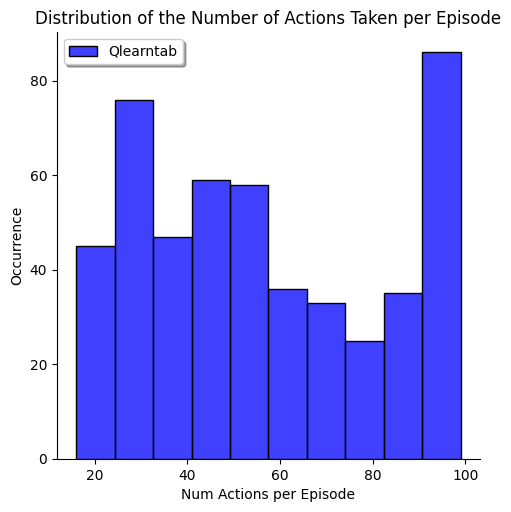 Distribution of the Number of Actions Taken per Episode
Qlearntab
80
60
40
20
0
Occurrence
20 40 60 80 100
Num Actions per Episode